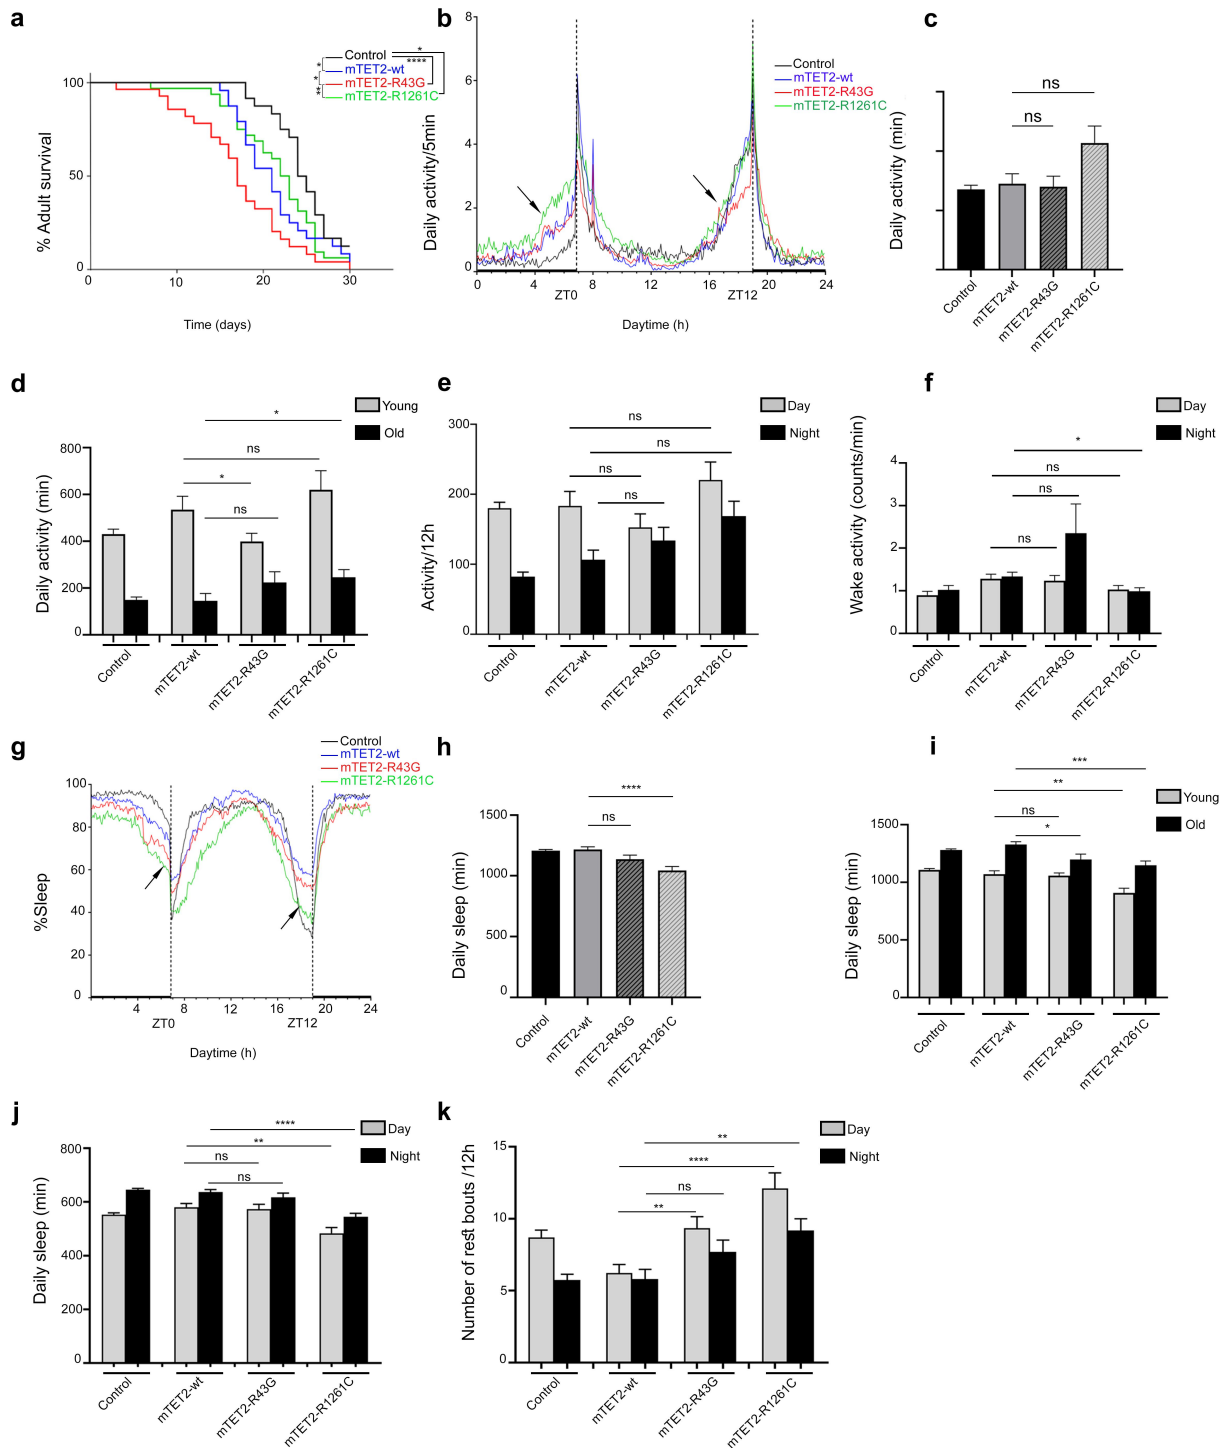 a
Control
mTET2-wt
mTET2-R43G
mTET2-R1261C
*
****
*
*
**
% Adult survival
100
50
0
0
10
20
30
Time (days)
b
Control
mTET2-wt
mTET2-R43G
mTET2-R1261C
Daily activity/5min
8
6
4
2
0
0
4
8
12
16
20
24
ZT0
ZT12
Daytime (h)
c
Daily activity (min)
ns
ns
Control
mTET2-wt
mTET2-R43G
mTET2-R1261C
d
Young
Old
Daily activity (min)
800
600
400
200
0
*
ns
*
ns
Control
mTET2-wt
mTET2-R43G
mTET2-R1261C
e
Day
Night
Activity/12h
300
200
100
0
ns
ns
ns
ns
Control
mTET2-wt
mTET2-R43G
mTET2-R1261C
f
Day
Night
Wake activity (counts/min)
4
3
2
1
0
*
ns
ns
ns
Control
mTET2-wt
mTET2-R43G
mTET2-R1261C
g
Control
mTET2-wt
mTET2-R43G
mTET2-R1261C
%Sleep
100
80
60
40
20
0
4
8
12
16
20
24
ZT0
ZT12
Daytime (h)
h
Daily sleep (min)
1500
1000
500
0
****
ns
Control
mTET2-wt
mTET2-R43G
mTET2-R1261C
i
Young
Old
Daily sleep (min)
1500
1000
500
0
***
**
ns
*
Control
mTET2-wt
mTET2-R43G
mTET2-R1261C
j
Day
Night
Daily sleep (min)
800
600
400
200
0
****
**
ns
ns
Control
mTET2-wt
mTET2-R43G
mTET2-R1261C
k
Day
Night
Number of rest bouts /12h
15
10
5
0
**
****
ns
**
Control
mTET2-wt
mTET2-R43G
mTET2-R1261C